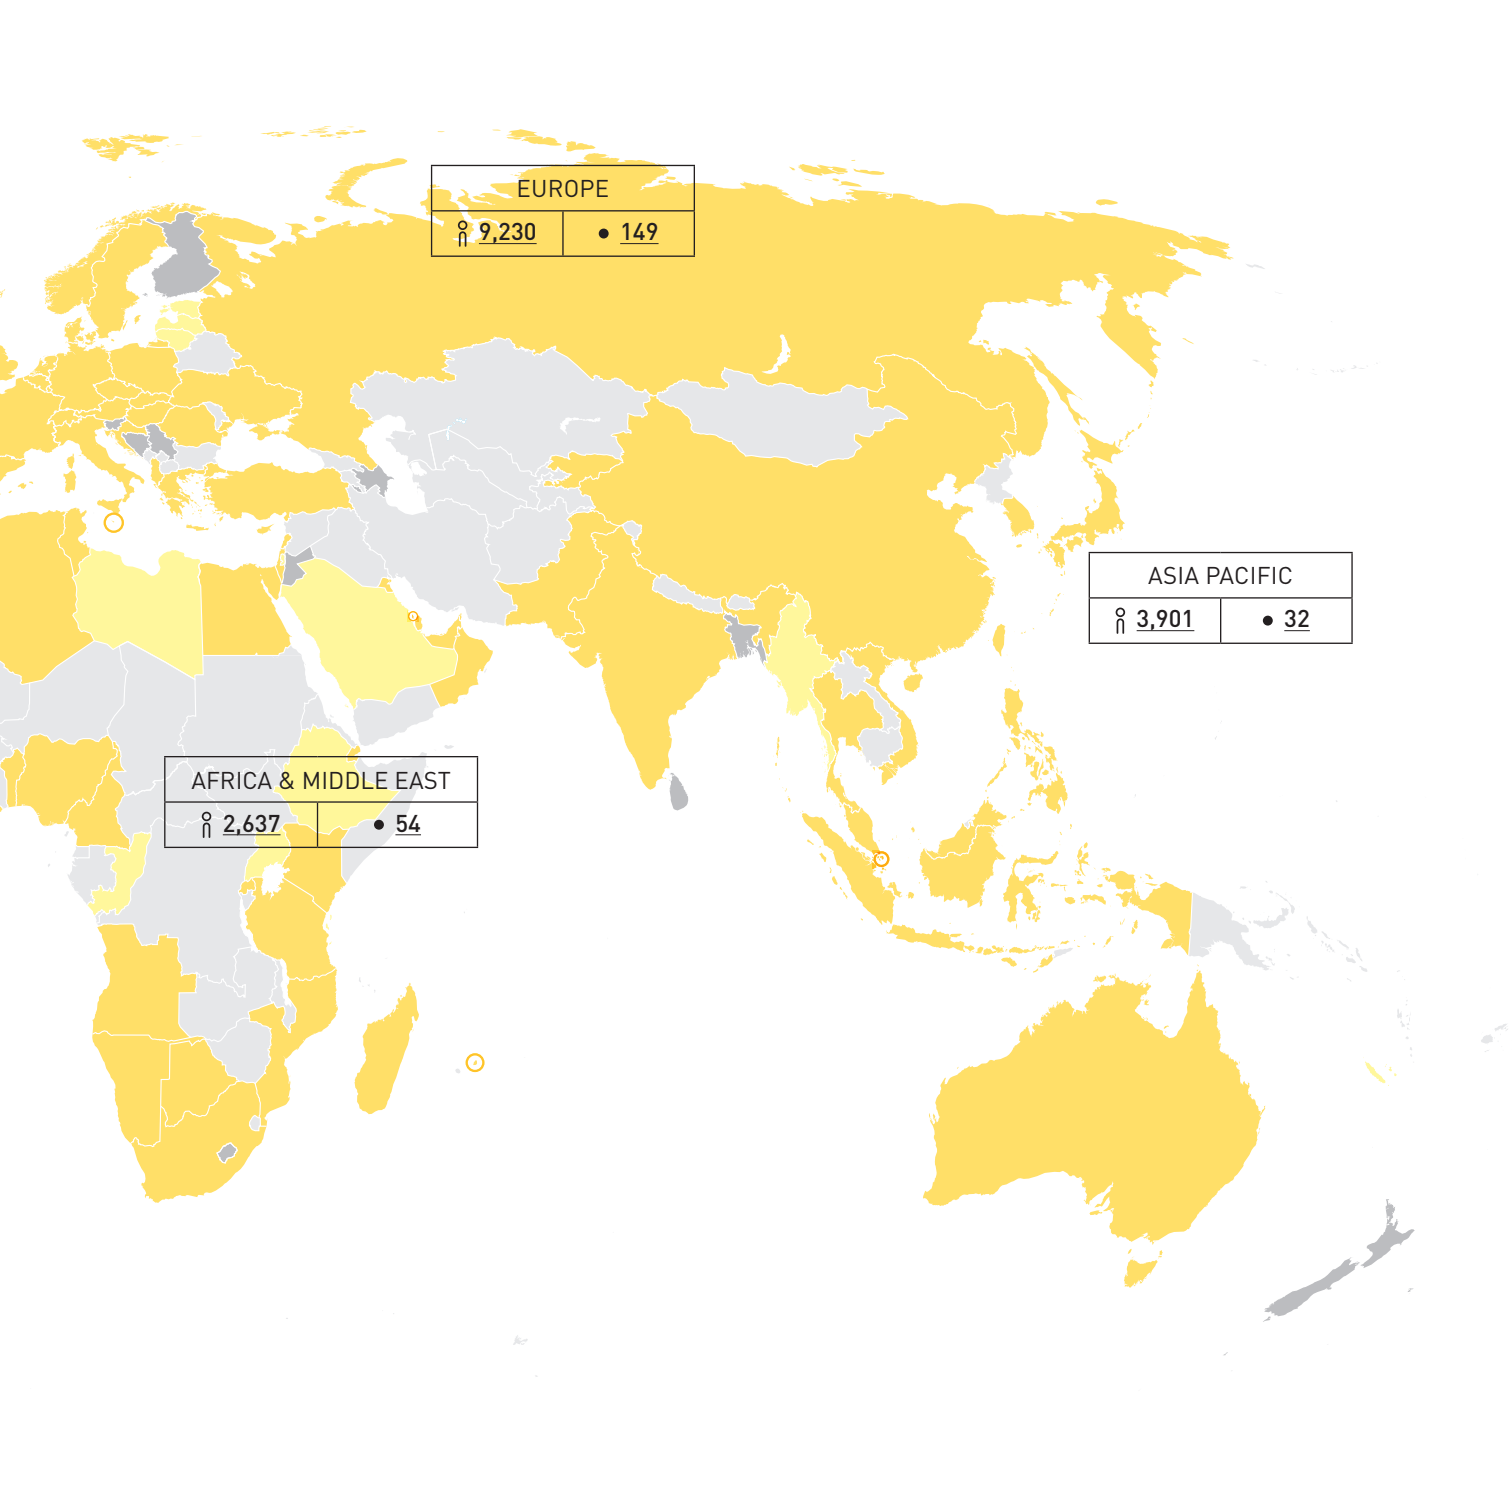 EUROPE
9,230 149
ASIA PACIFIC
3,901 32
AFRICA & MIDDLE EAST
2,637 54